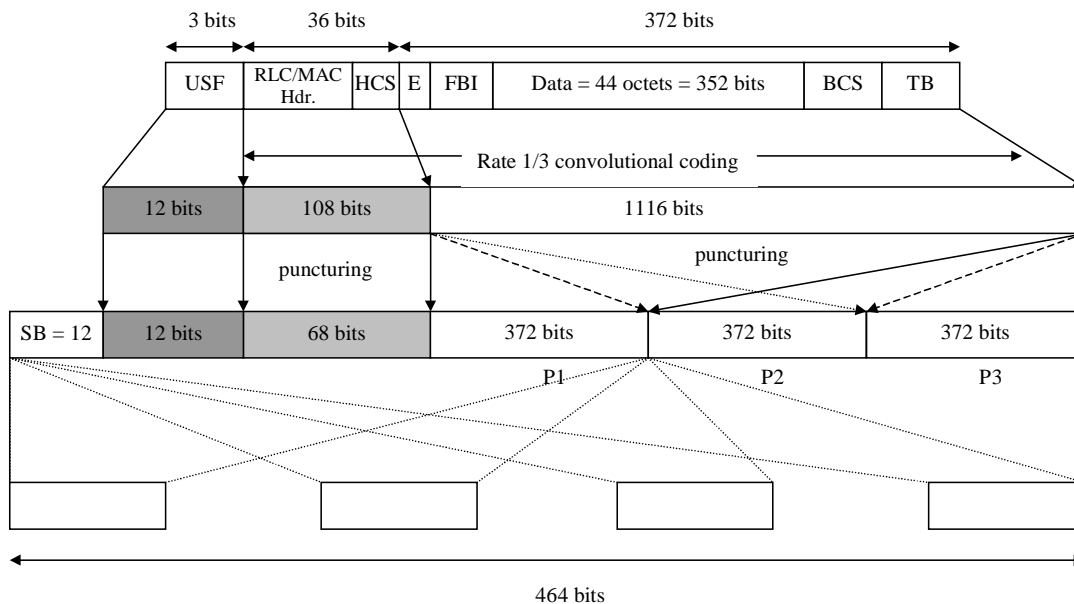 3 bits
36 bits
372 bits
USF
RLC/MAC
Hdr.
HCS
E
FBI
Data = 44 octets = 352 bits
BCS
TB
Rate 1/3 convolutional coding
12 bits
108 bits
1116 bits
puncturing
puncturing
SB = 12
12 bits
68 bits
372 bits
372 bits
372 bits
P1
P2
P3
464 bits